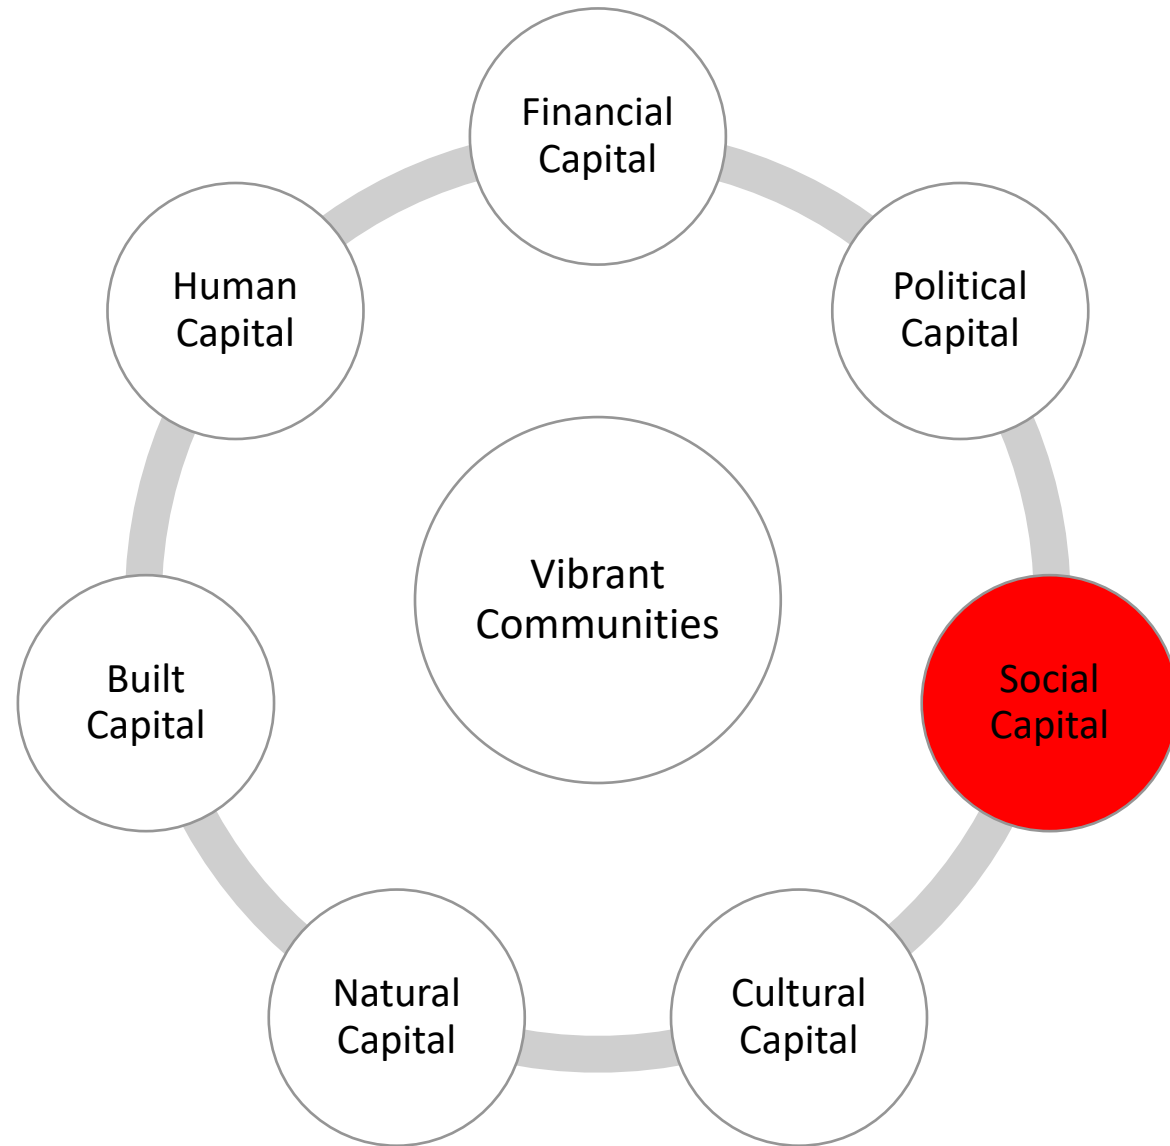 Financial
Capital
Political
Capital
Social
Capital
Cultural
Capital
Natural
Capital
Built
Capital
Human
Capital
Vibrant
Communities